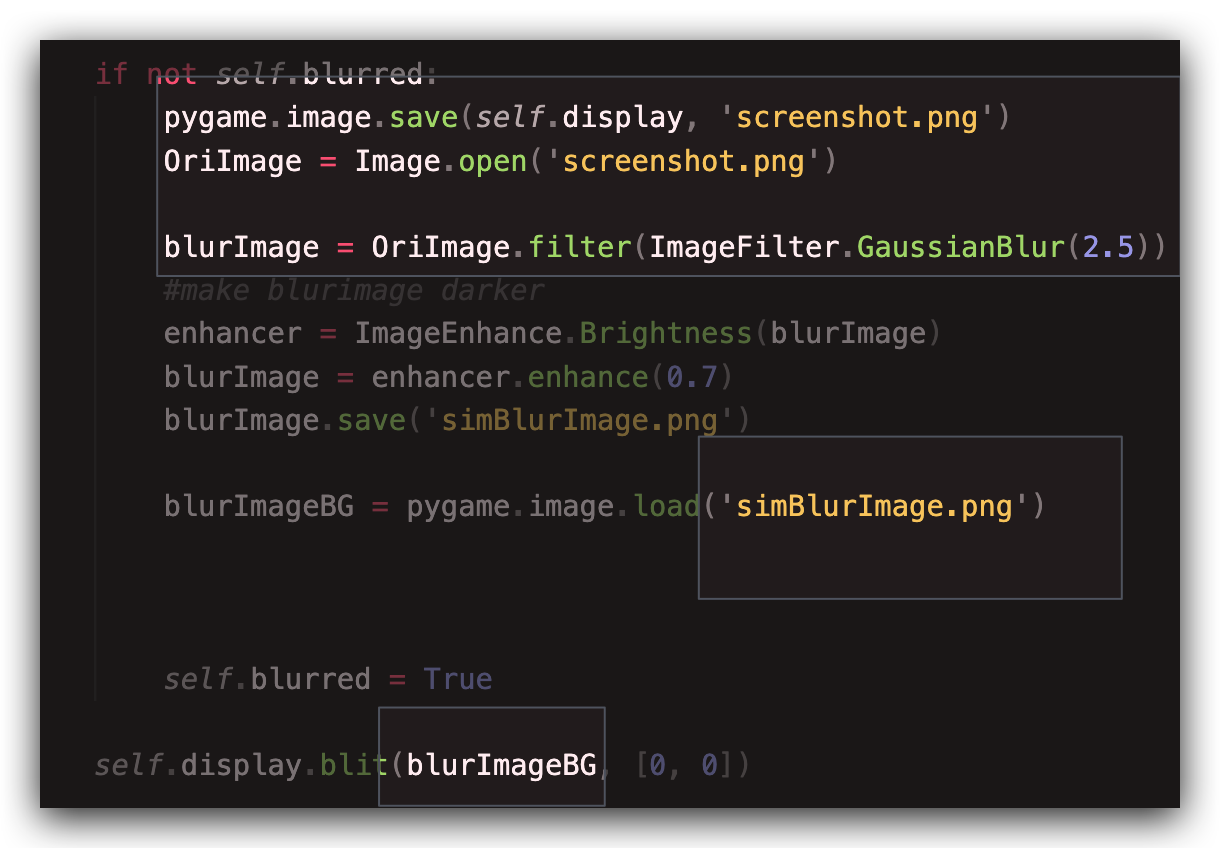 if not self.blurred:
pygame.image.save(self.display, 'screenshot.png')
OriImage = Image.open('screenshot.png')
blurImage = OriImage.filter(ImageFilter.GaussianBlur(2.5))
#make blurimage darker
enhancer = ImageEnhance.Brightness(blurImage)
blurImage = enhancer.enhance(0.7)
blurImage.save('simBlurImage.png')
blurImageBG = pygame.image.load('simBlurImage.png')
self.blurred = True
self.display.blit(blurImageBG, [0, 0])